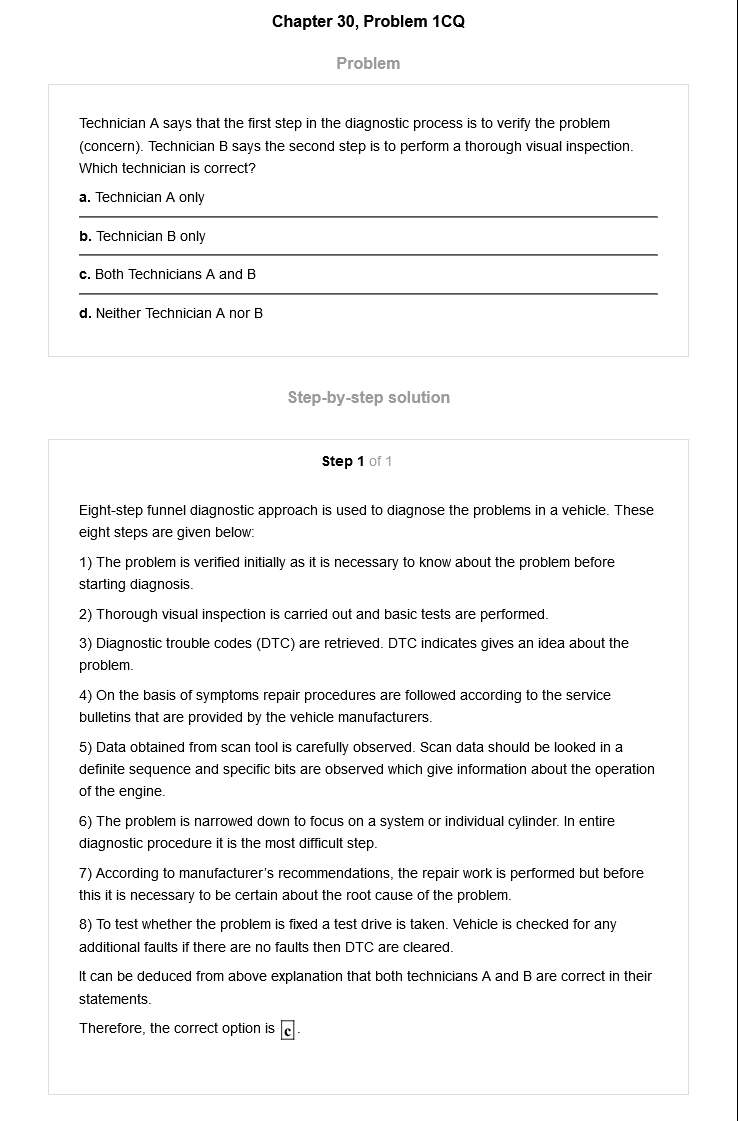 Chapter 30, Problem 1CQ
Problem
Technician A says that the first step in the diagnostic process is to verify the problem
(concern). Technician B says the second step is to perform a thorough visual inspection.
Which technician is correct?
a. Technician A only
b. Technician B only
c. Both Technicians A and B
d. Neither Technician A nor B
Step-by-step solution
Step 1 of 1
Eight-step funnel diagnostic approach is used to diagnose the problems in a vehicle. These
eight steps are given below:
1) The problem is verified initially as it is necessary to know about the problem before
starting diagnosis.
2) Thorough visual inspection is carried out and basic tests are performed.
3) Diagnostic trouble codes (DTC) are retrieved. DTC indicates gives an idea about the
problem.
4) On the basis of symptoms repair procedures are followed according to the service
bulletins that are provided by the vehicle manufacturers.
5) Data obtained from scan tool is carefully observed. Scan data should be looked in a
definite sequence and specific bits are observed which give information about the operation
of the engine.
6) The problem is narrowed down to focus on a system or individual cylinder. In entire
diagnostic procedure it is the most difficult step.
7) According to manufacturer's recommendations, the repair work is performed but before
this it is necessary to be certain about the root cause of the problem.
8) To test whether the problem is fixed a test drive is taken. Vehicle is checked for any
additional faults if there are no faults then DTC are cleared.
It can be deduced from above explanation that both technicians A and B are correct in their
statements.
Therefore, the correct option is c.